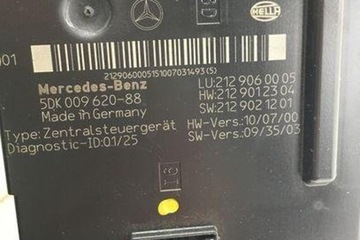 HELLA
2129060005151007031493(5)
Mercedes-Benz
5DK 009 620-88
Made in Germany
Type: Zentralsteuergerät
Diagnostic-ID:01/25
LU:212 906 00 05
HW:212 901 23 04
SW:212 902 12 01
HW-Vers.: 10/07/00
SW-Vers.: 09/35/03